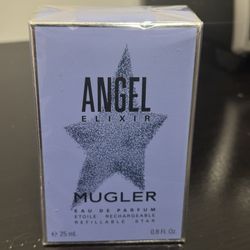 ANGEL
ELIXIR
MUGLER
EAU DE PARFUM
ETOILE RECHARGEABLE
REFILLABLE STAR
e 25 mL 0.8 Fl. Oz